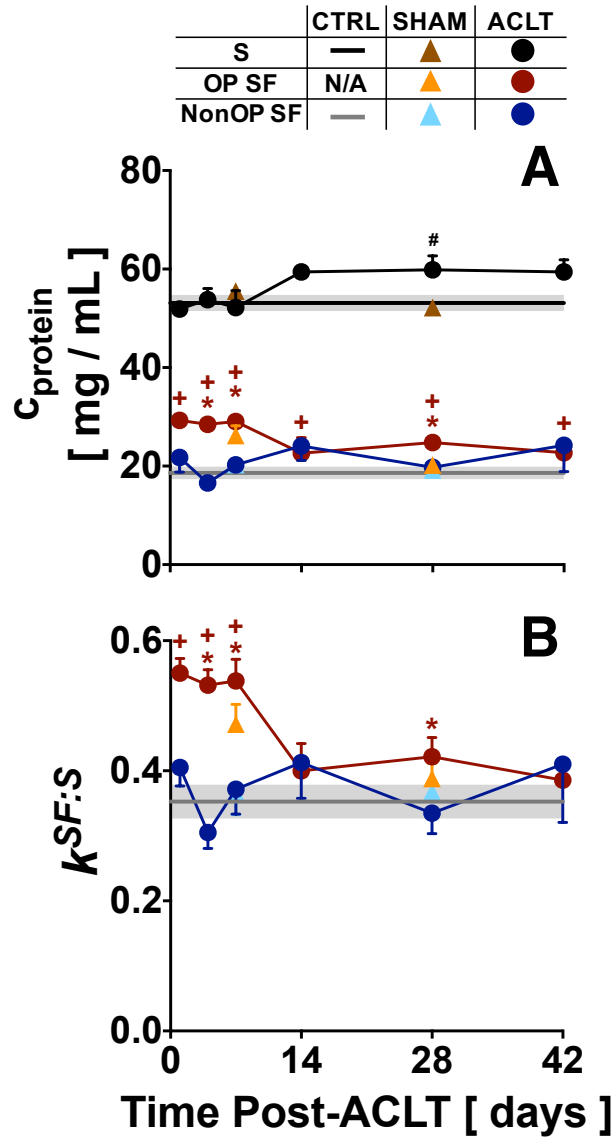 CTRL SHAM ACLT
S
OP SF N/A
NonOP SF
A
80
60
40
20
0
c protein
[ mg / mL ]
#
+ + + + + +
* * *
B
0.6
0.4
0.2
0.0
k SF:S
+ + +
* * *
0 14 28 42
Time Post-ACLT [ days ]